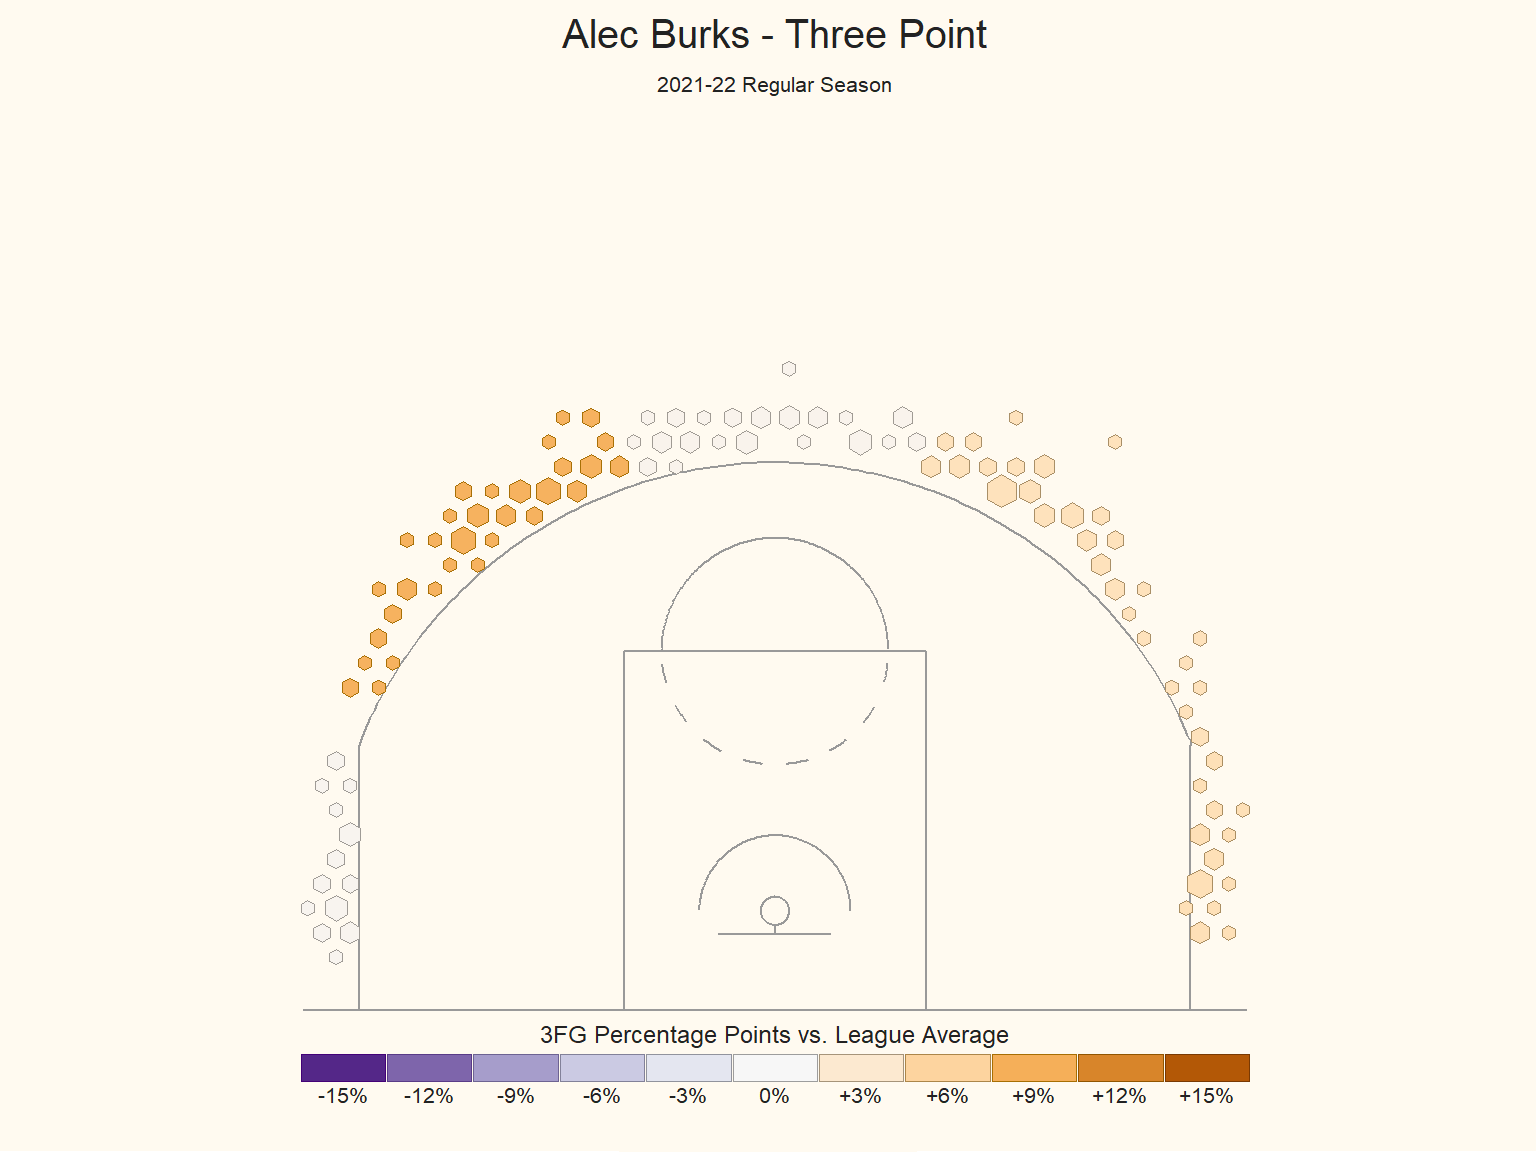 Alec Burks - Three Point
2021-22 Regular Season
3FG Percentage Points vs. League Average
-15% -12% -9% -6% -3% 0% +3% +6% +9% +12% +15%